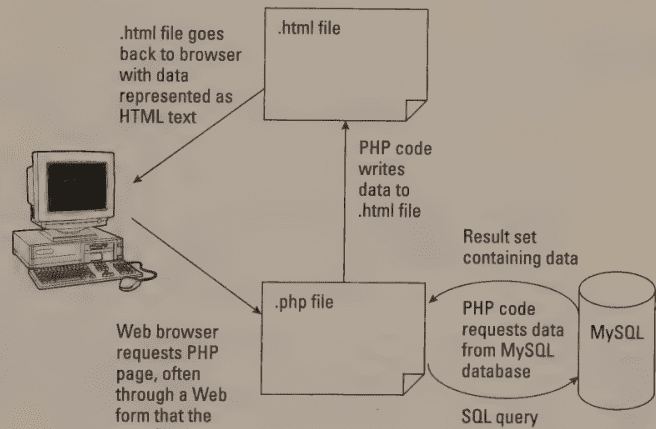 .html file goes
back to browser
with data
represented as
HTML text
.html file
PHP code
writes
data to
.html file
Result set
containing data
.php file
PHP code
requests data
from MySQL
database
MySQL
Web browser
requests PHP
page, often
through a Web
form that the
SQL query